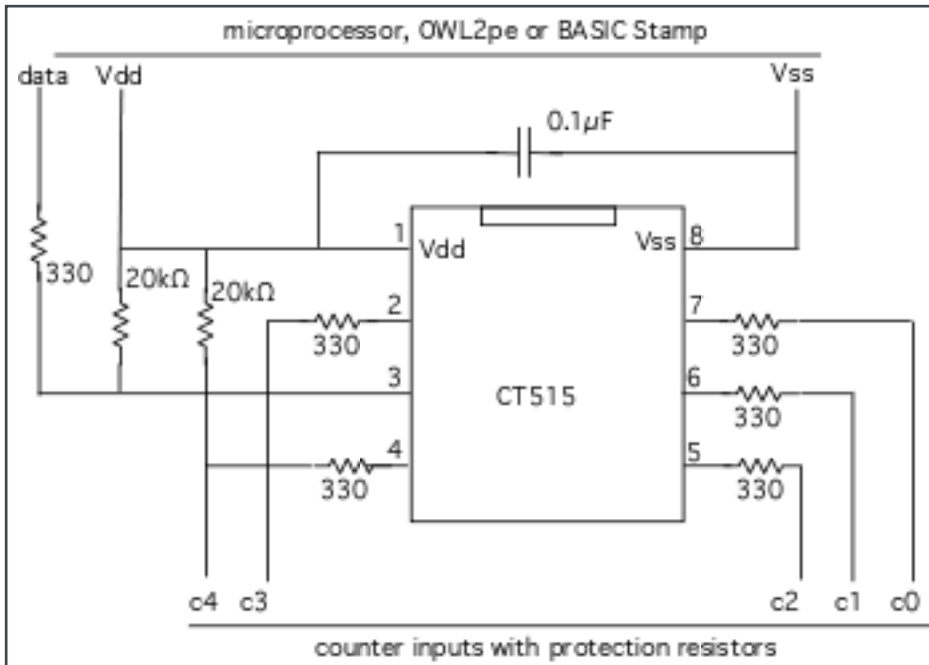 microprocessor, OWL2pe or BASIC Stamp
data Vdd Vss
0.1µF
1 Vdd Vss 8
330 20kΩ 20kΩ
2 7
330 330
3 6
CT515
330
4 5
330 330
c4 c3 c2 c1 c0
counter inputs with protection resistors